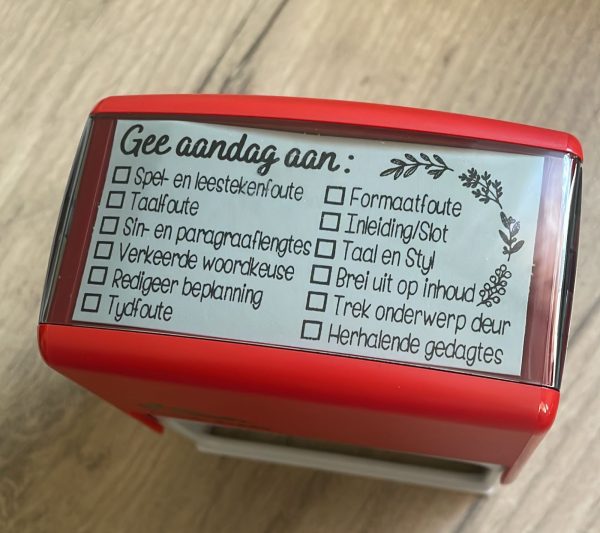 Gee aandag aan:
Spel- en leestekenfoute
Taalfoute
Sin- en paragraaflengtes
Verkeerde woordkeuse
Redigeer beplanning
Tydfoute
Formaatfoute
Inleiding/Slot
Taal en Styl
Brei uit op inhoud
Trek onderwerp deur
Herhalende gedagtes